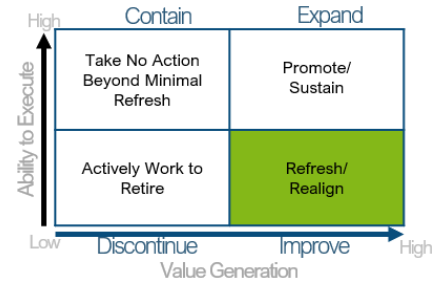 Contain
Expand
High
Take No Action
Beyond Minimal
Refresh
Promote/
Sustain
Ability to Execute
Actively Work to
Retire
Refresh/
Realign
Low
Discontinue
Improve
High
Value Generation